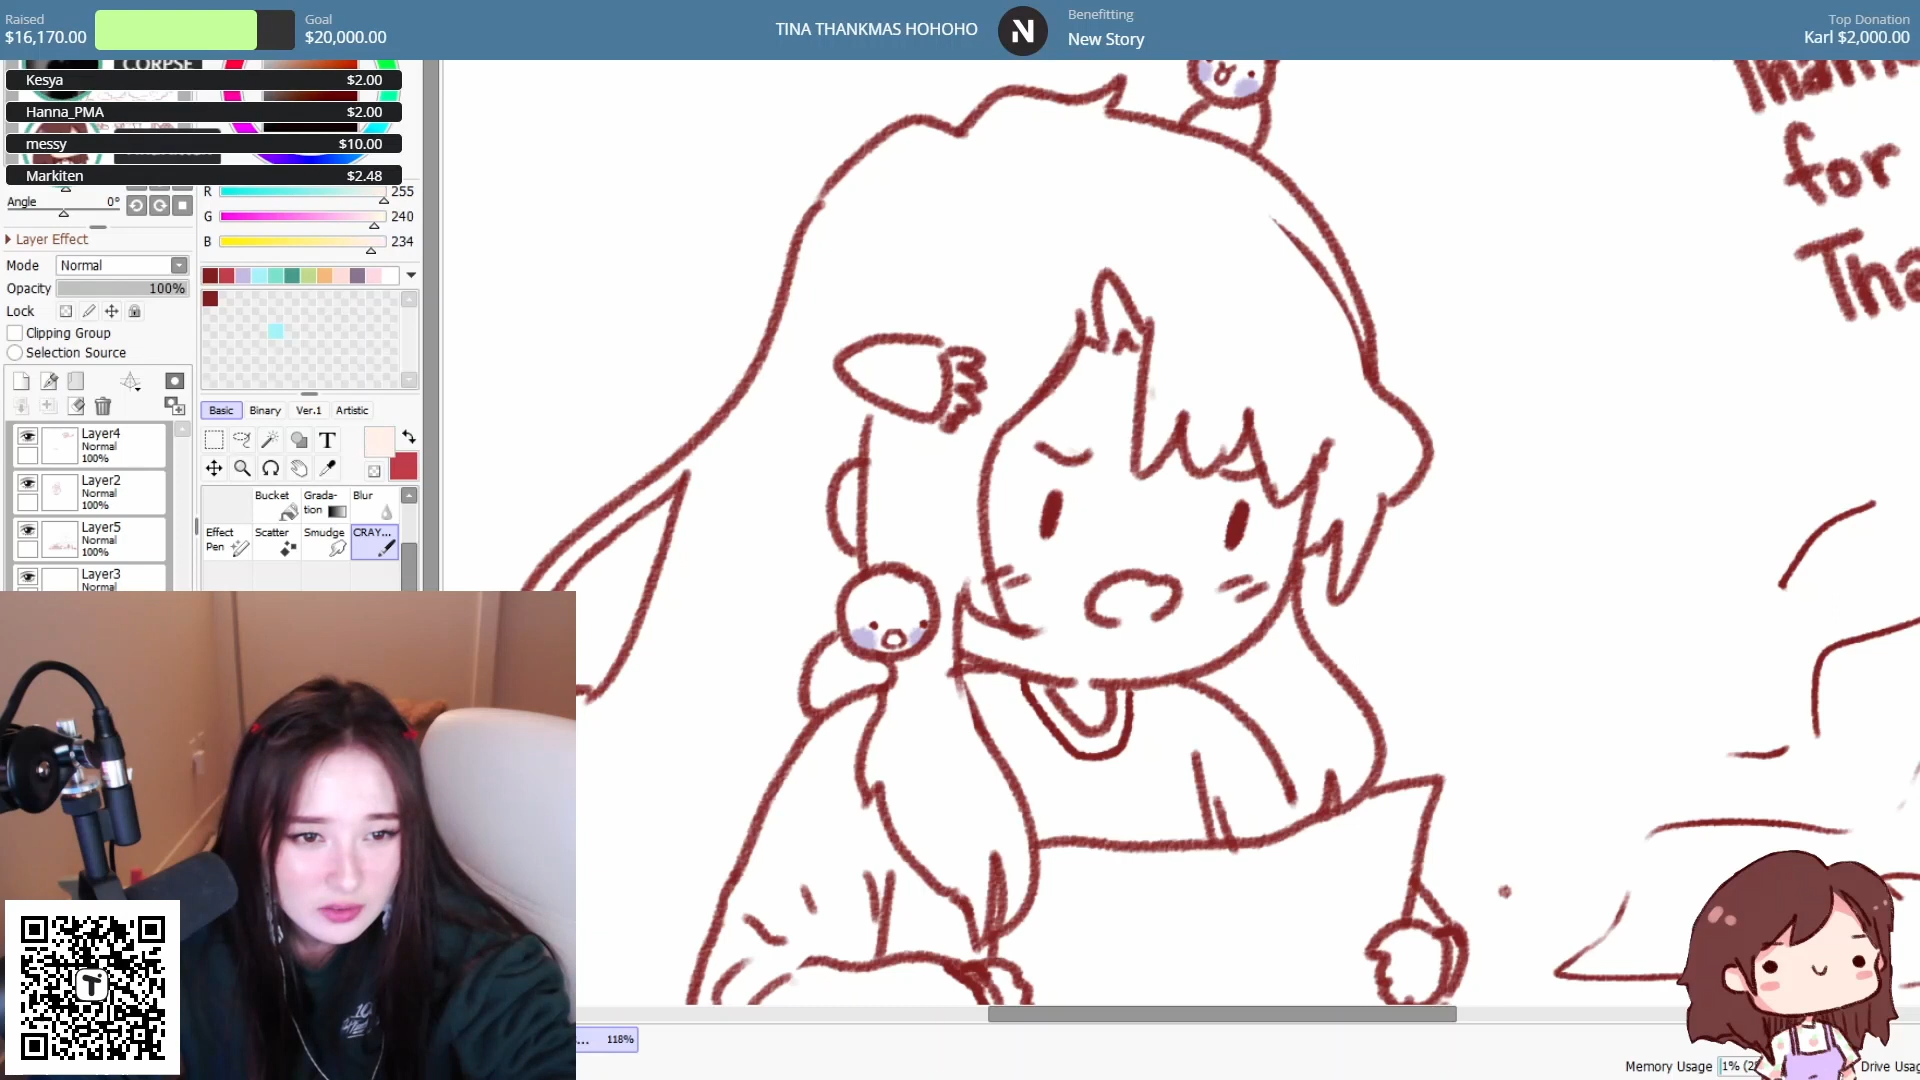 Raised
$16,170.00
Goal
$20,000.00
TINA THANKMAS HOHOHO
Benefitting
New Story
Top Donation
Karl $2,000.00
CORPSE
Kesya $2.00
Hanna_PMA $2.00
messy $10.00
Markiten $2.48
Angle 0°
R 255
G 240
B 234
Layer Effect
Mode Normal
Opacity 100%
Lock
Clipping Group
Selection Source
Basic Binary Ver.1 Artistic
T
Layer4
Normal
100%
Layer2
Normal
100%
Layer5
Normal
100%
Layer3
Normal
Bucket
Grada-
tion
Blur
Effect
Pen
Scatter
Smudge
CRAY...
for
... 118%
Memory Usage 1%